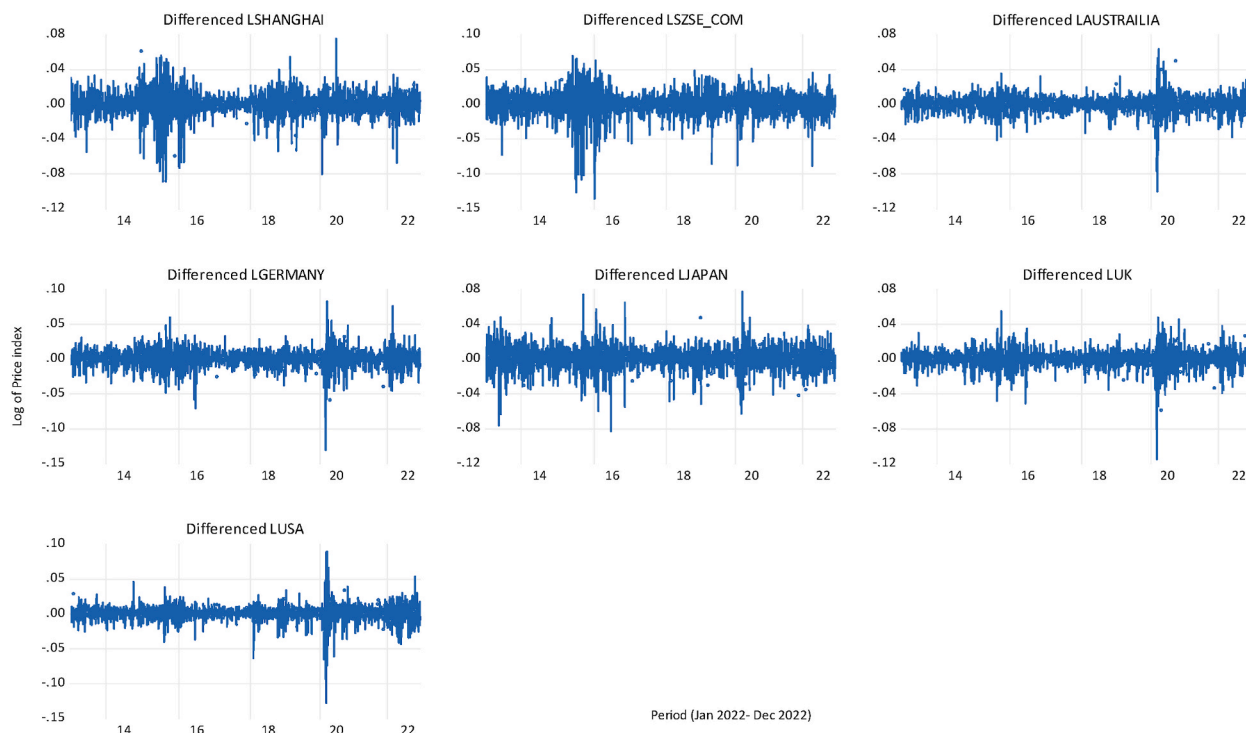 Differenced LSHANGHAI
.08
.04
.00
-.04
-.08
-.12
14 16 18 20 22
Differenced LSZSE_COM
.10
.05
.00
-.05
-.10
-.15
14 16 18 20 22
Differenced LAUSTRAILIA
.08
.04
.00
-.04
-.08
-.12
14 16 18 20 22
Log of Price index
Differenced LGERMANY
.10
.05
.00
-.05
-.10
-.15
14 16 18 20 22
Differenced LJAPAN
.08
.04
.00
-.04
-.08
-.12
14 16 18 20 22
Differenced LUK
.08
.04
.00
-.04
-.08
-.12
14 16 18 20 22
Differenced LUSA
.10
.05
.00
-.05
-.10
-.15
14 16 18 20 22
Period (Jan 2022- Dec 2022)